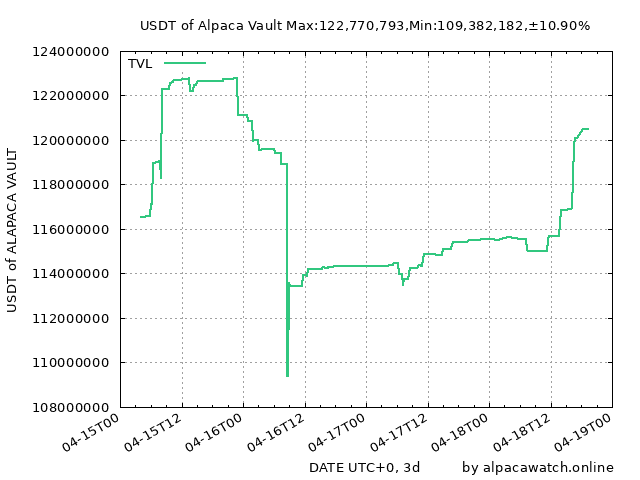 USDT of Alpaca Vault Max:122,770,793,Min:109,382,182,±10.90%
TVL
124000000
122000000
120000000
118000000
116000000
114000000
112000000
110000000
108000000
USDT of ALAPACA VAULT
04-15T00
04-15T12
04-16T00
04-16T12
04-17T00
04-17T12
04-18T00
04-18T12
04-19T00
DATE UTC+0, 3d
by alpacawatch.online